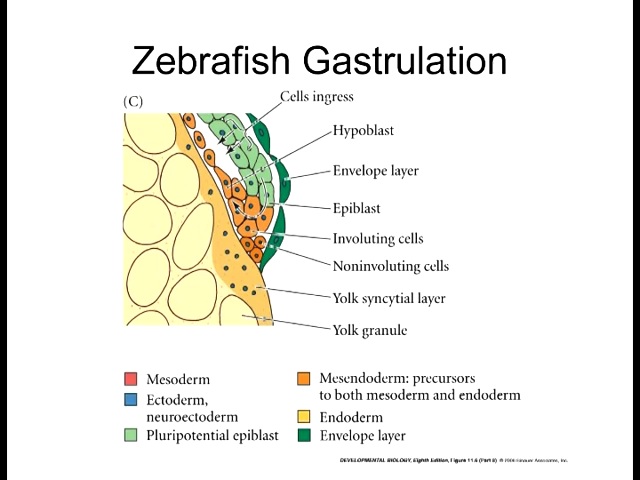 Zebrafish Gastrulation
(C)
Cells ingress
Hypoblast
Envelope layer
Epiblast
Involuting cells
Noninvoluting cells
Yolk syncytial layer
Yolk granule
Mesoderm
Ectoderm,
neuroectoderm
Pluripotential epiblast
Mesendoderm: precursors
to both mesoderm and endoderm
Endoderm
Envelope layer
DEVELOPMENTAL BIOLOGY, Eighth Edition, Figure 11.6 (Part 3) © 2006 Sinauer Associates, Inc.